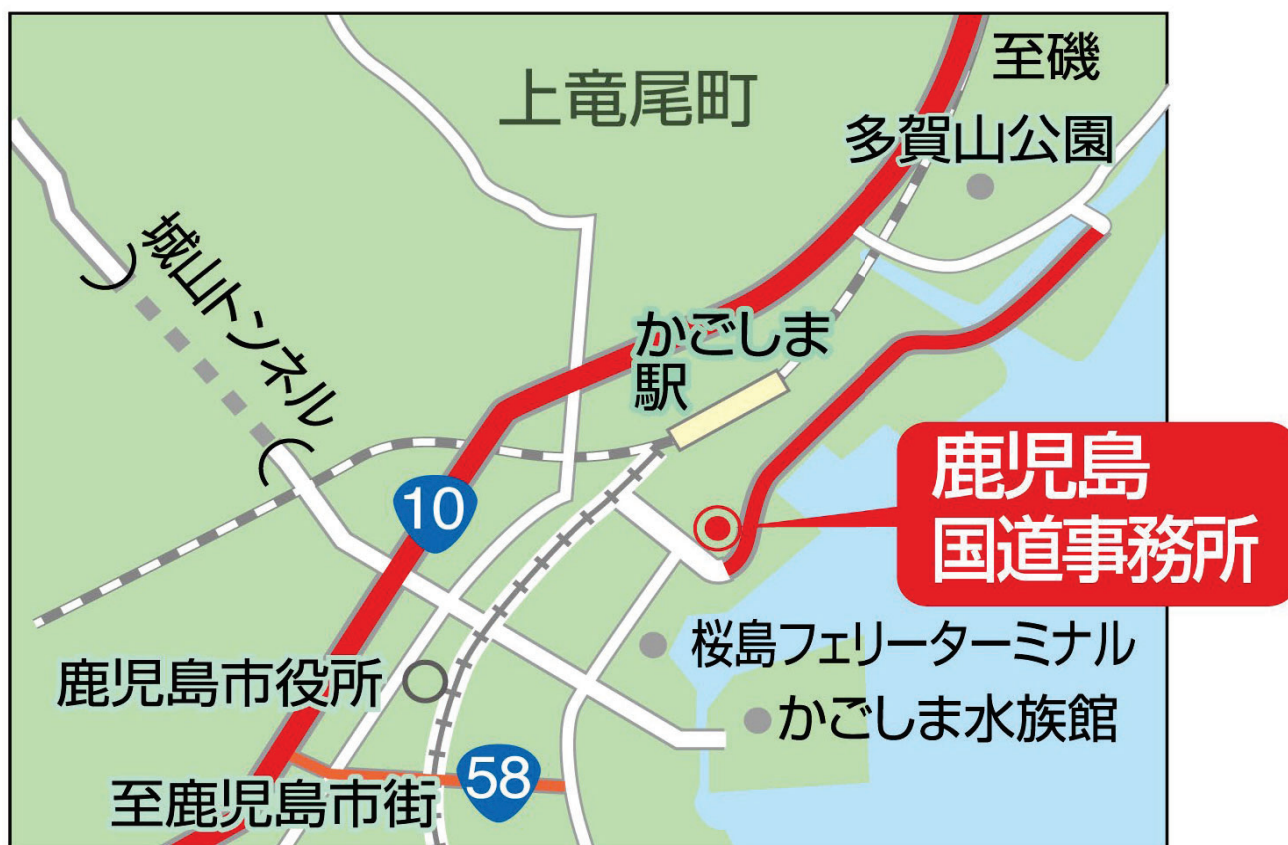 至磯
上竜尾町
多賀山公園
城山トンネル
かごしま
駅
鹿児島
国道事務所
10
桜島フェリーターミナル
鹿児島市役所
かごしま水族館
58
至鹿児島市街